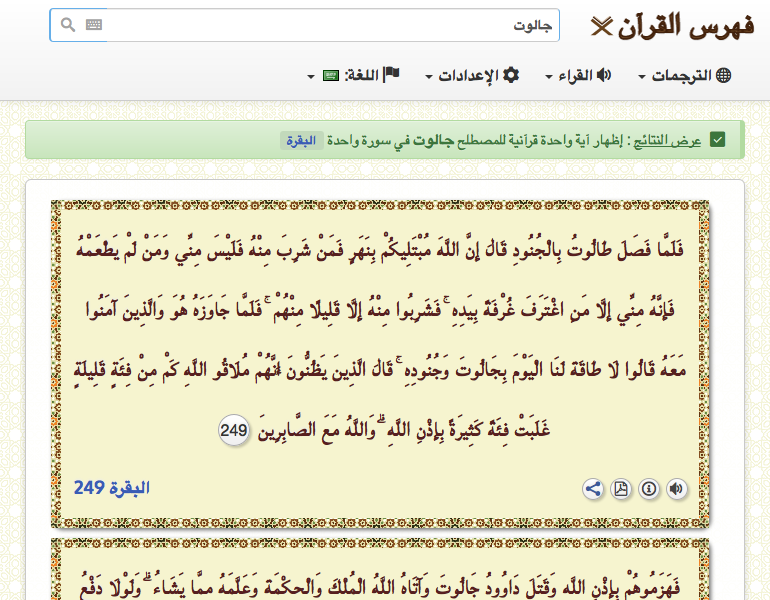 فهرس القرآن
جالوت
الترجمات القراء الإعدادات اللغة:
عرض النتائج : إظهار آية واحدة قرآنية للمصطلح جالوت في سورة واحدة البقرة
فَلَمَّا فَصَلَ طَالُوتُ بِالْجُنُودِ قَالَ إِنَّ اللَّهَ مُبْتَلِيكُمْ بِنَهَرٍ فَمَنْ شَرِبَ مِنْهُ فَلَيْسَ مِنِّي وَمَنْ لَمْ يَطْعَمْهُ
فَإِنَّهُ مِنِّي إِلَّا مَنِ اغْتَرَفَ غُرْفَةً بِيَدِهِ ۚ فَشَرِبُوا مِنْهُ إِلَّا قَلِيلًا مِنْهُمْ ۚ فَلَمَّا جَاوَزَهُ هُوَ وَالَّذِينَ آمَنُوا
مَعَهُ قَالُوا لَا طَاقَةَ لَنَا الْيَوْمَ بِجَالُوتَ وَجُنُودِهِ ۚ قَالَ الَّذِينَ يَظُنُّونَ أَنَّهُمْ مُلَاقُو اللَّهِ كَمْ مِنْ فِئَةٍ قَلِيلَةٍ
غَلَبَتْ فِئَةً كَثِيرَةً بِإِذْنِ اللَّهِ ۗ وَاللَّهُ مَعَ الصَّابِرِينَ 249
البقرة 249
فَهَزَمُوهُمْ بِإِذْنِ اللَّهِ وَقَتَلَ دَاوُودُ جَالُوتَ وَآتَاهُ اللَّهُ الْمُلْكَ وَالْحِكْمَةَ وَعَلَّمَهُ مِمَّا يَشَاءُ ۗ وَلَوْلَا دَفْعُ